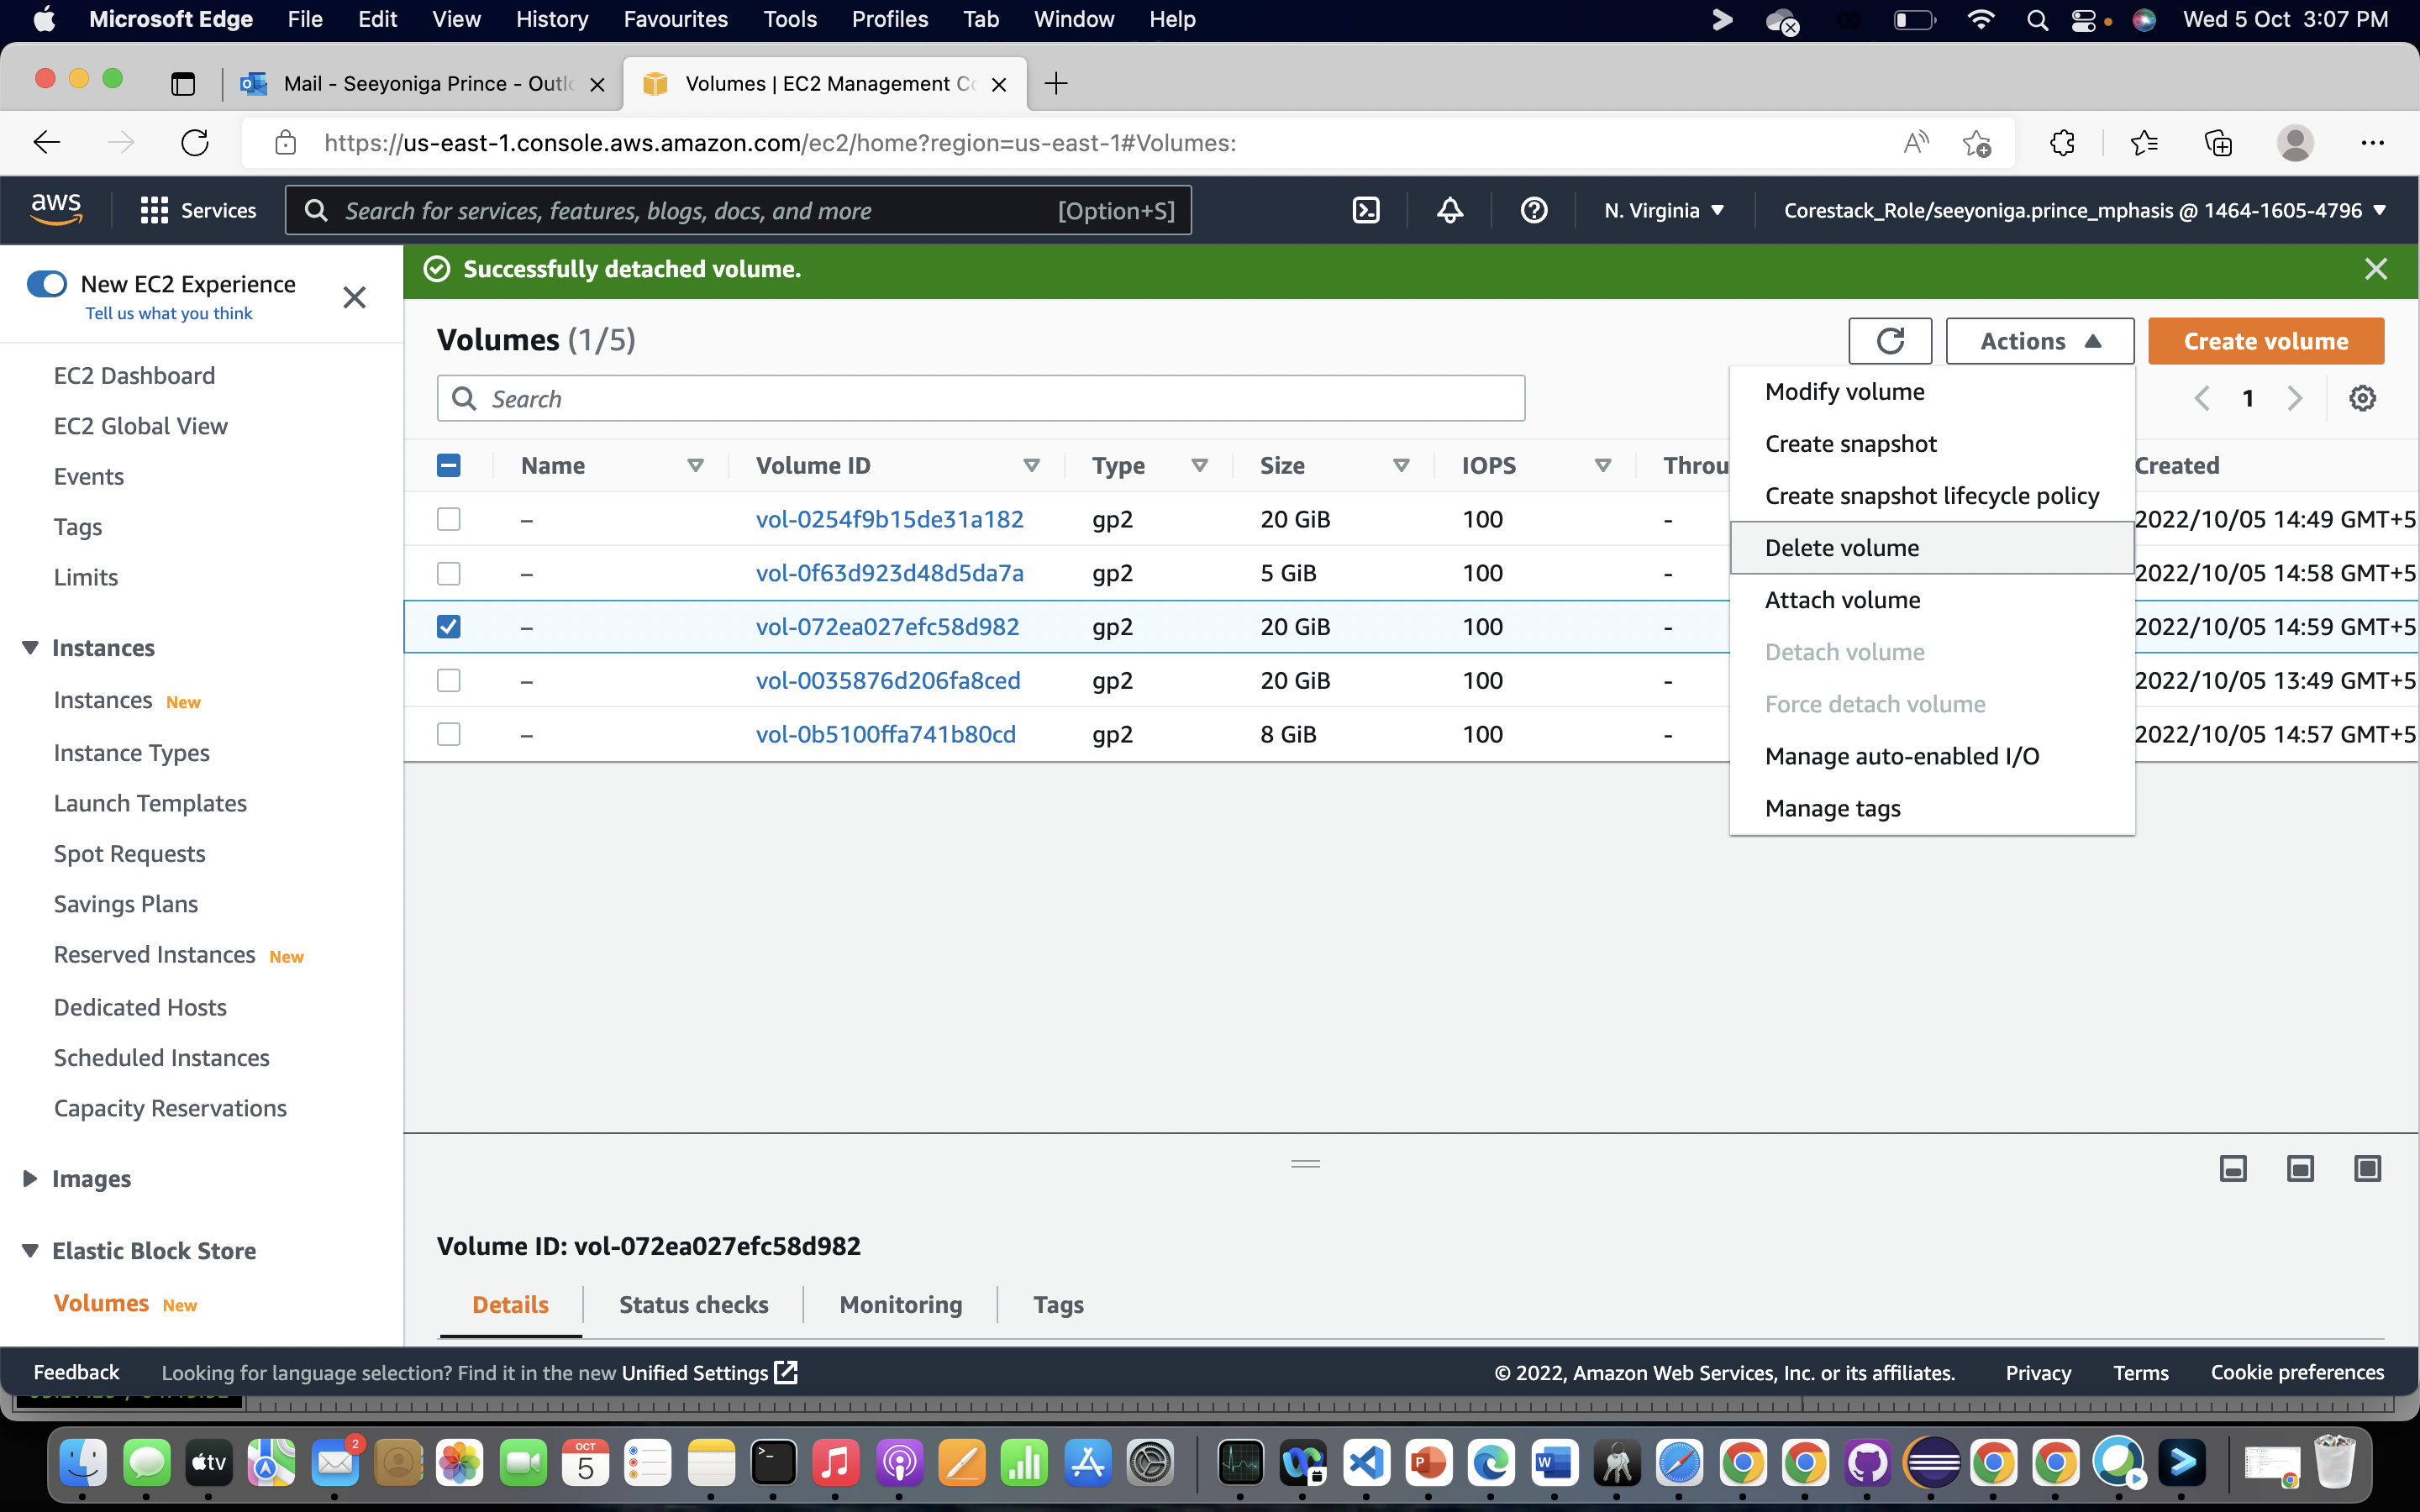 Microsoft Edge File Edit View History Favourites Tools Profiles Tab Window Help Wed 5 Oct 3:07 PM
Mail - Seeyoniga Prince - Outlo Volumes | EC2 Management Co
https://us-east-1.console.aws.amazon.com/ec2/home?region=us-east-1#Volumes:
aws Services Search for services, features, blogs, docs, and more [Option+S] N. Virginia Corestack_Role/seeyoniga.prince_mphasis @ 1464-1605-4796
New EC2 Experience
Tell us what you think
EC2 Dashboard
EC2 Global View
Events
Tags
Limits
Instances
Instances New
Instance Types
Launch Templates
Spot Requests
Savings Plans
Reserved Instances New
Dedicated Hosts
Scheduled Instances
Capacity Reservations
Images
Elastic Block Store
Volumes New
Successfully detached volume.
Volumes (1/5) Actions Create volume
Search 1
Name Volume ID Type Size IOPS Throu Created
– vol-0254f9b15de31a182 gp2 20 GiB 100 - 2022/10/05 14:49 GMT+5
– vol-0f63d923d48d5da7a gp2 5 GiB 100 - 2022/10/05 14:58 GMT+5
– vol-072ea027efc58d982 gp2 20 GiB 100 - 2022/10/05 14:59 GMT+5
– vol-0035876d206fa8ced gp2 20 GiB 100 - 2022/10/05 13:49 GMT+5
– vol-0b5100ffa741b80cd gp2 8 GiB 100 - 2022/10/05 14:57 GMT+5
Modify volume
Create snapshot
Create snapshot lifecycle policy
Delete volume
Attach volume
Detach volume
Force detach volume
Manage auto-enabled I/O
Manage tags
Volume ID: vol-072ea027efc58d982
Details Status checks Monitoring Tags
Feedback Looking for language selection? Find it in the new Unified Settings © 2022, Amazon Web Services, Inc. or its affiliates. Privacy Terms Cookie preferences
tv 2 OCT 5 P W